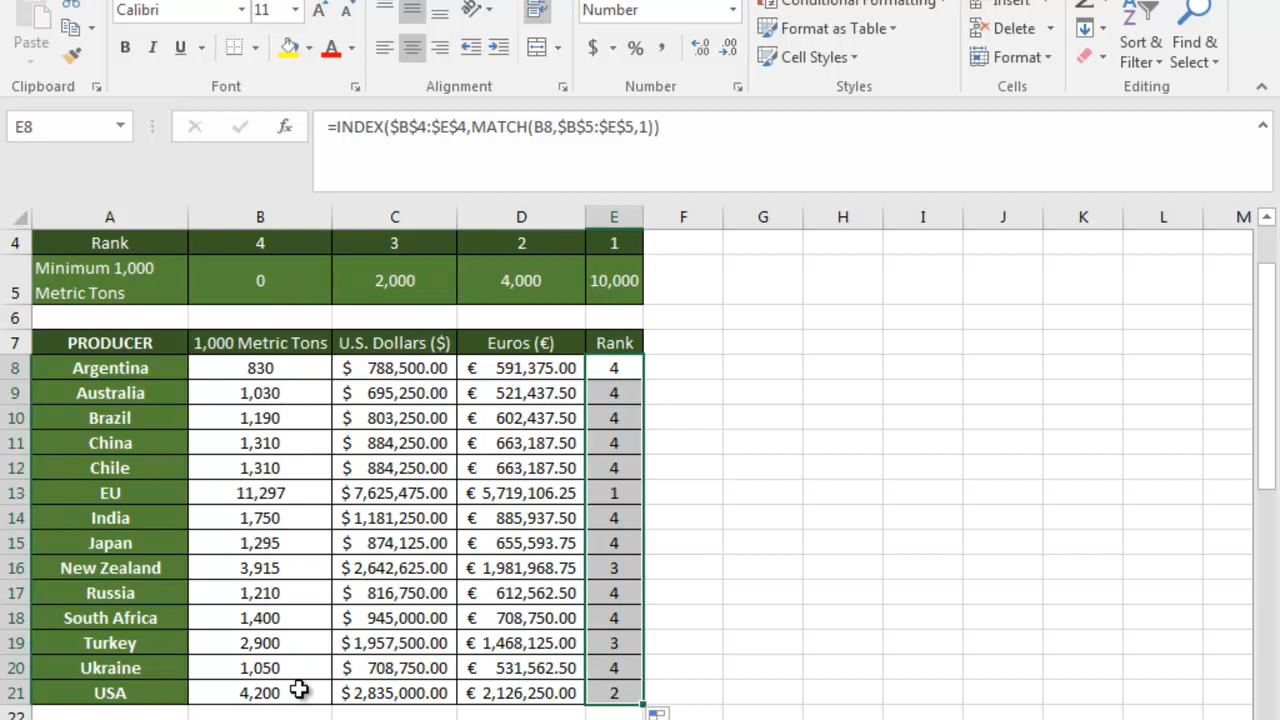 Calibri 11 Number Conditional Formatting Insert
Paste B I U $ % , Format as Table Delete Sort & Find &
Cell Styles Format Filter Select
Clipboard Font Alignment Number Styles Cells Editing
E8 fx =INDEX($B$4:$E$4,MATCH(B8,$B$5:$E$5,1))
A B C D E F G H I J K L M
4 Rank 4 3 2 1
Minimum 1,000
5 Metric Tons 0 2,000 4,000 10,000
6
7 PRODUCER 1,000 Metric Tons U.S. Dollars ($) Euros (€) Rank
8 Argentina 830 $ 788,500.00 € 591,375.00 4
9 Australia 1,030 $ 695,250.00 € 521,437.50 4
10 Brazil 1,190 $ 803,250.00 € 602,437.50 4
11 China 1,310 $ 884,250.00 € 663,187.50 4
12 Chile 1,310 $ 884,250.00 € 663,187.50 4
13 EU 11,297 $ 7,625,475.00 € 5,719,106.25 1
14 India 1,750 $ 1,181,250.00 € 885,937.50 4
15 Japan 1,295 $ 874,125.00 € 655,593.75 4
16 New Zealand 3,915 $ 2,642,625.00 € 1,981,968.75 3
17 Russia 1,210 $ 816,750.00 € 612,562.50 4
18 South Africa 1,400 $ 945,000.00 € 708,750.00 4
19 Turkey 2,900 $ 1,957,500.00 € 1,468,125.00 3
20 Ukraine 1,050 $ 708,750.00 € 531,562.50 4
21 USA 4,200 $ 2,835,000.00 € 2,126,250.00 2
22